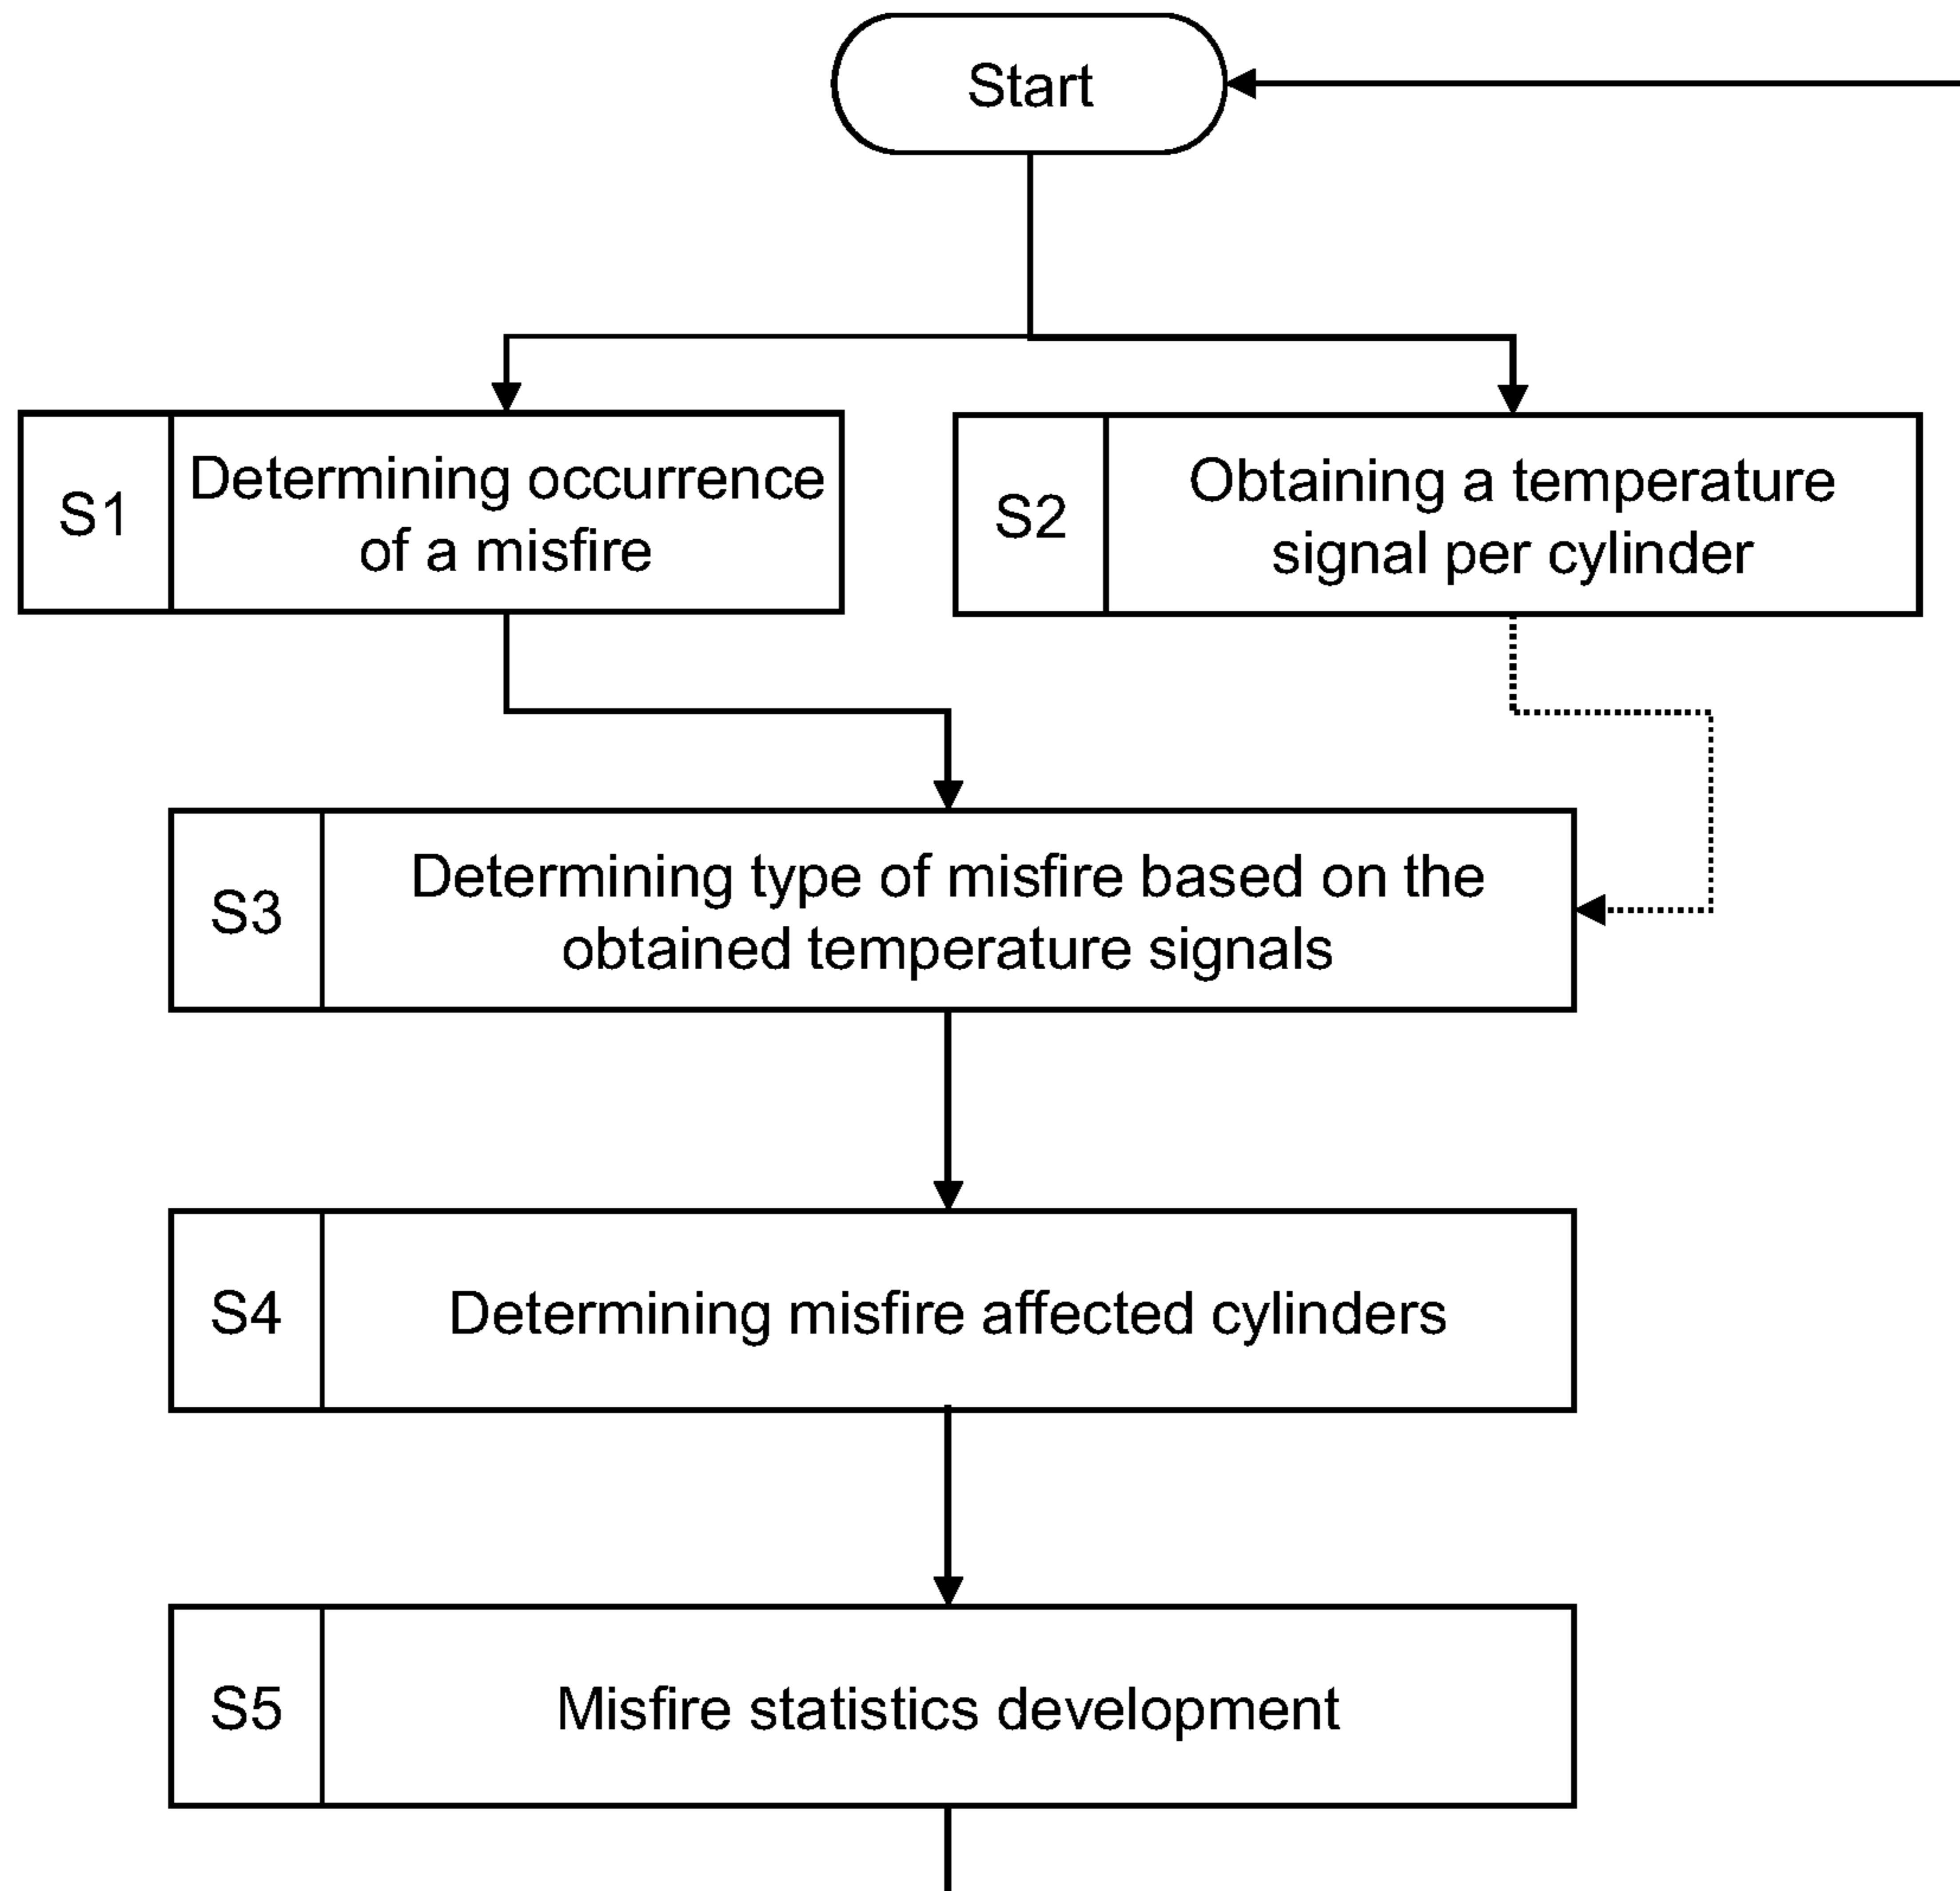 Start
S1
Determining occurrence
of a misfire
S2
Obtaining a temperature
signal per cylinder
S3
Determining type of misfire based on the
obtained temperature signals
S4
Determining misfire affected cylinders
S5
Misfire statistics development